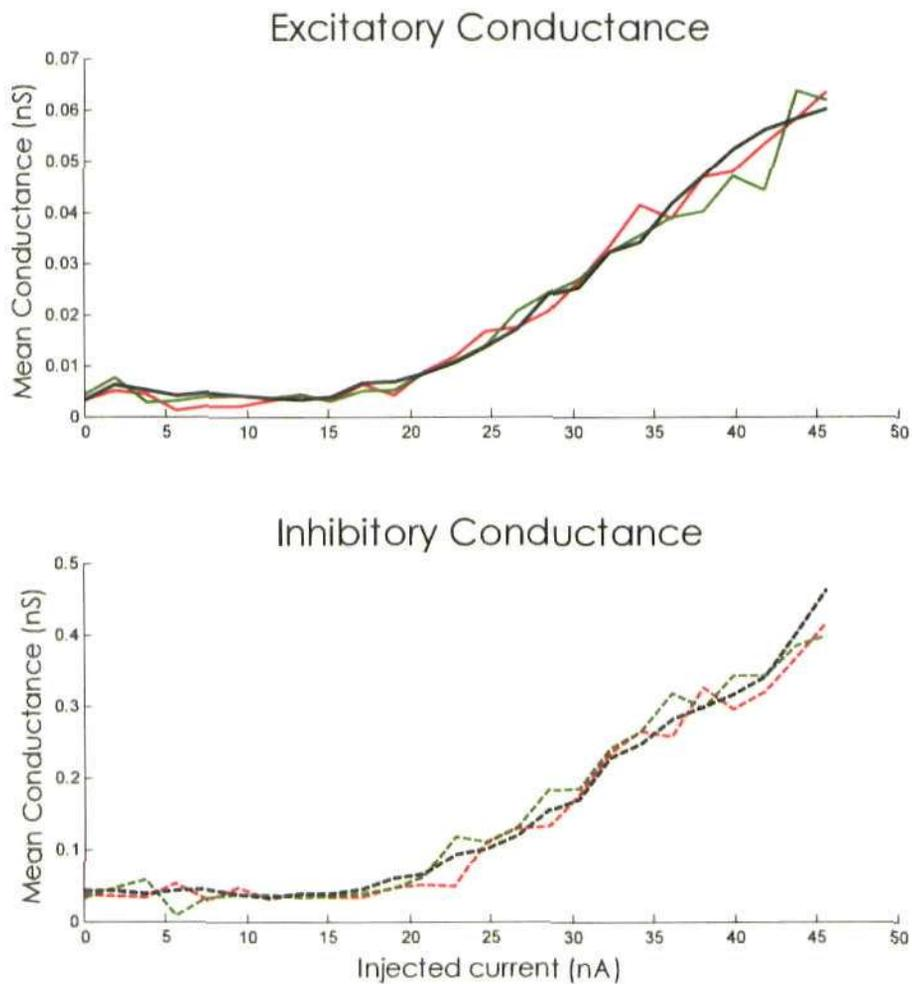 Excitatory Conductance
Mean Conductance (nS)
0.07
0.06
0.05
0.04
0.03
0.02
0.01
0
0 5 10 15 20 25 30 35 40 45 50
Inhibitory Conductance
Mean Conductance (nS)
0.5
0.4
0.3
0.2
0.1
0
0 5 10 15 20 25 30 35 40 45 50
Injected current (nA)